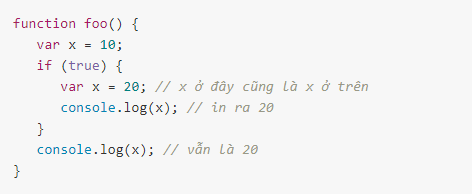 function foo() {
   var x = 10;
   if (true) {
      var x = 20; // x ở đây cũng là x ở trên
      console.log(x); // in ra 20
   }
   console.log(x); // vẫn là 20
}